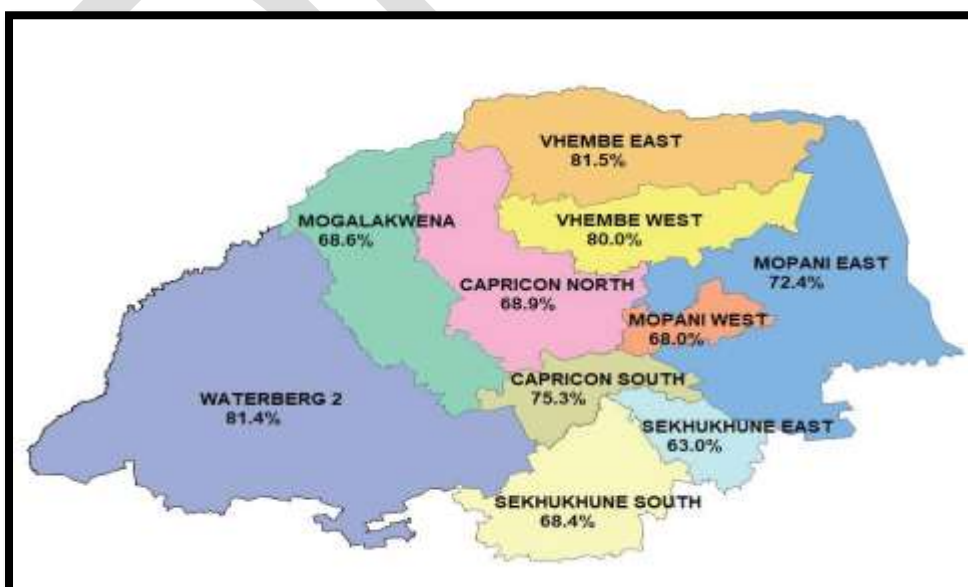 VHEMBE EAST
81.5%
MOGALAKWENA
68.6%
VHEMBE WEST
80.0%
MOPANI EAST
72.4%
CAPRICON NORTH
68.9%
MOPANI WEST
68.0%
CAPRICON SOUTH
75.3%
WATERBERG 2
81.4%
SEKHUKHUNE EAST
63.0%
SEKHUKHUNE SOUTH
68.4%